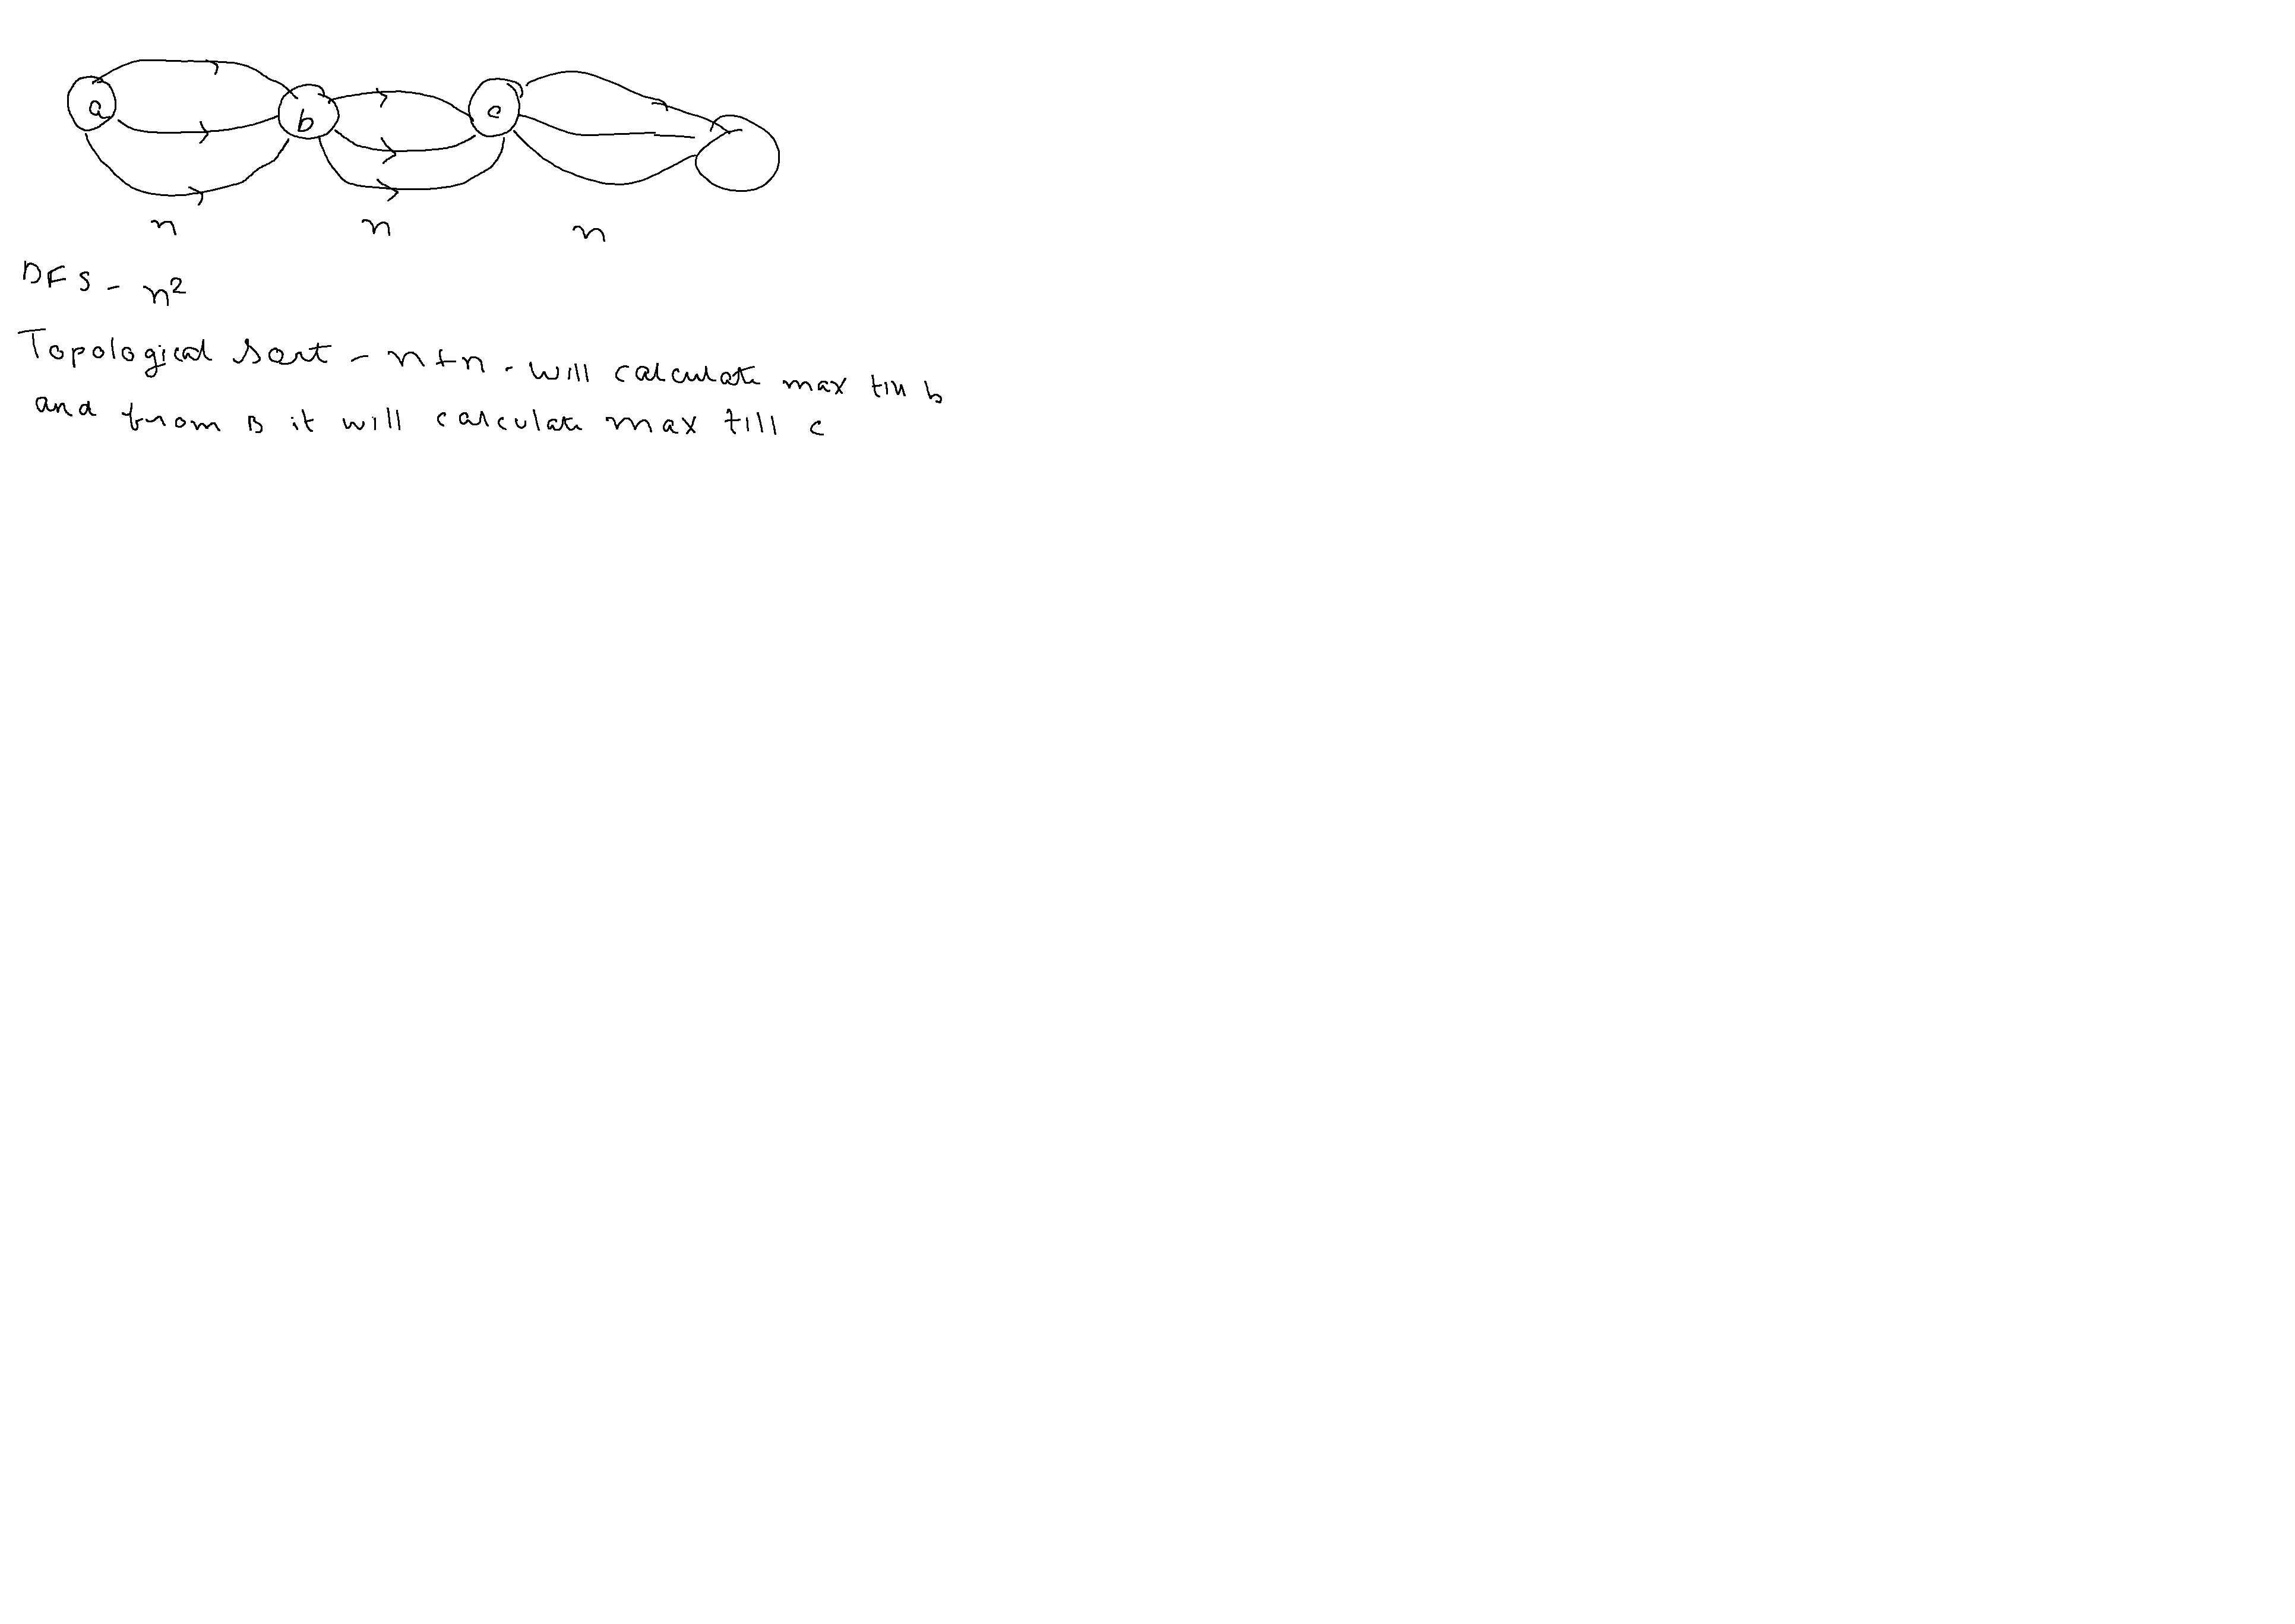 a b c
n n n
DFS - n²
Topological Sort - n+n. will calculate max till b
and from B it will calculate max till c